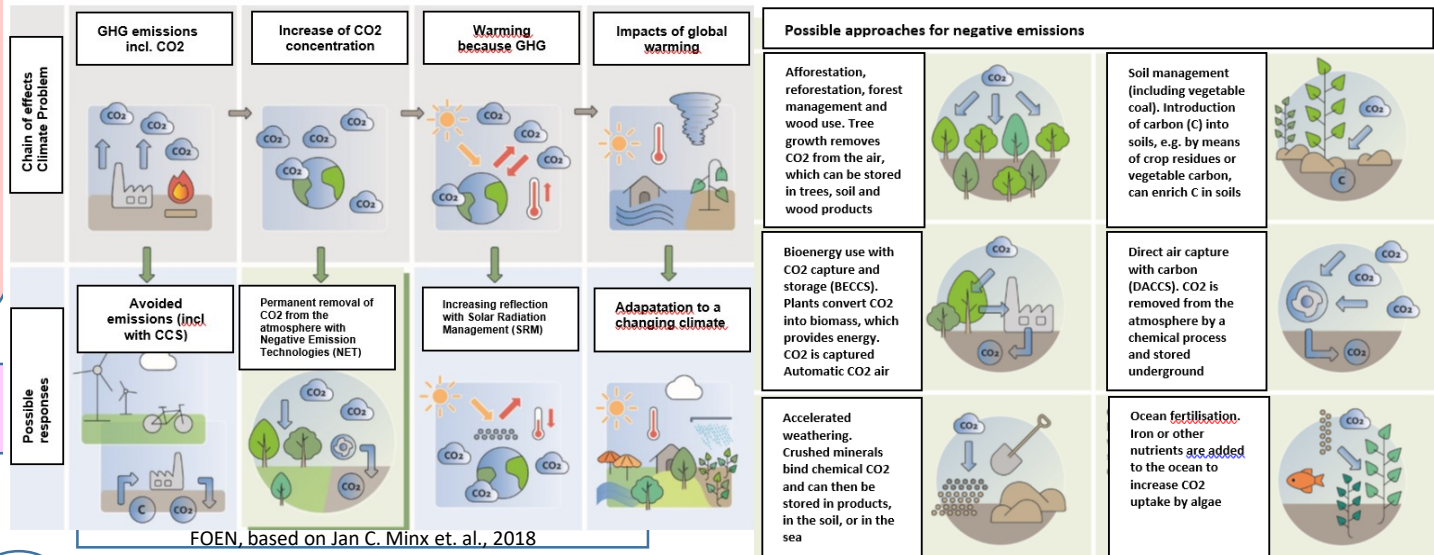 Chain of effects
Climate Problem
GHG emissions
incl. CO2
Increase of CO2
concentration
Warming
because GHG
Impacts of global
warming
CO2
CO2
CO2
CO2
CO2
CO2
CO2
CO2
CO2
CO2
CO2
Possible
responses
Avoided
emissions (incl
with CCS)
Permanent removal of
CO2 from the
atmosphere with
Negative Emission
Technologies (NET)
Increasing reflection
with Solar Radiation
Management (SRM)
Adapatation to a
changing climate
C
CO2
CO2
CO2
CO2
CO2
CO2
CO2
FOEN, based on Jan C. Minx et. al., 2018
Possible approaches for negative emissions
Afforestation,
reforestation, forest
management and
wood use. Tree
growth removes
CO2 from the air,
which can be stored
in trees, soil and
wood products
CO2
Soil management
(including vegetable
coal). Introduction
of carbon (C) into
soils, e.g. by means
of crop residues or
vegetable carbon,
can enrich C in soils
CO2
C
Bioenergy use with
CO2 capture and
storage (BECCS).
Plants convert CO2
into biomass, which
provides energy.
CO2 is captured
Automatic CO2 air
CO2
CO2
Direct air capture
with carbon
(DACCS). CO2 is
removed from the
atmosphere by a
chemical process
and stored
underground
CO2
CO2
CO2
CO2
Accelerated
weathering.
Crushed minerals
bind chemical CO2
and can then be
stored in products,
in the soil, or in the
sea
CO2
Ocean fertilisation.
Iron or other
nutrients are added
to the ocean to
increase CO2
uptake by algae
CO2